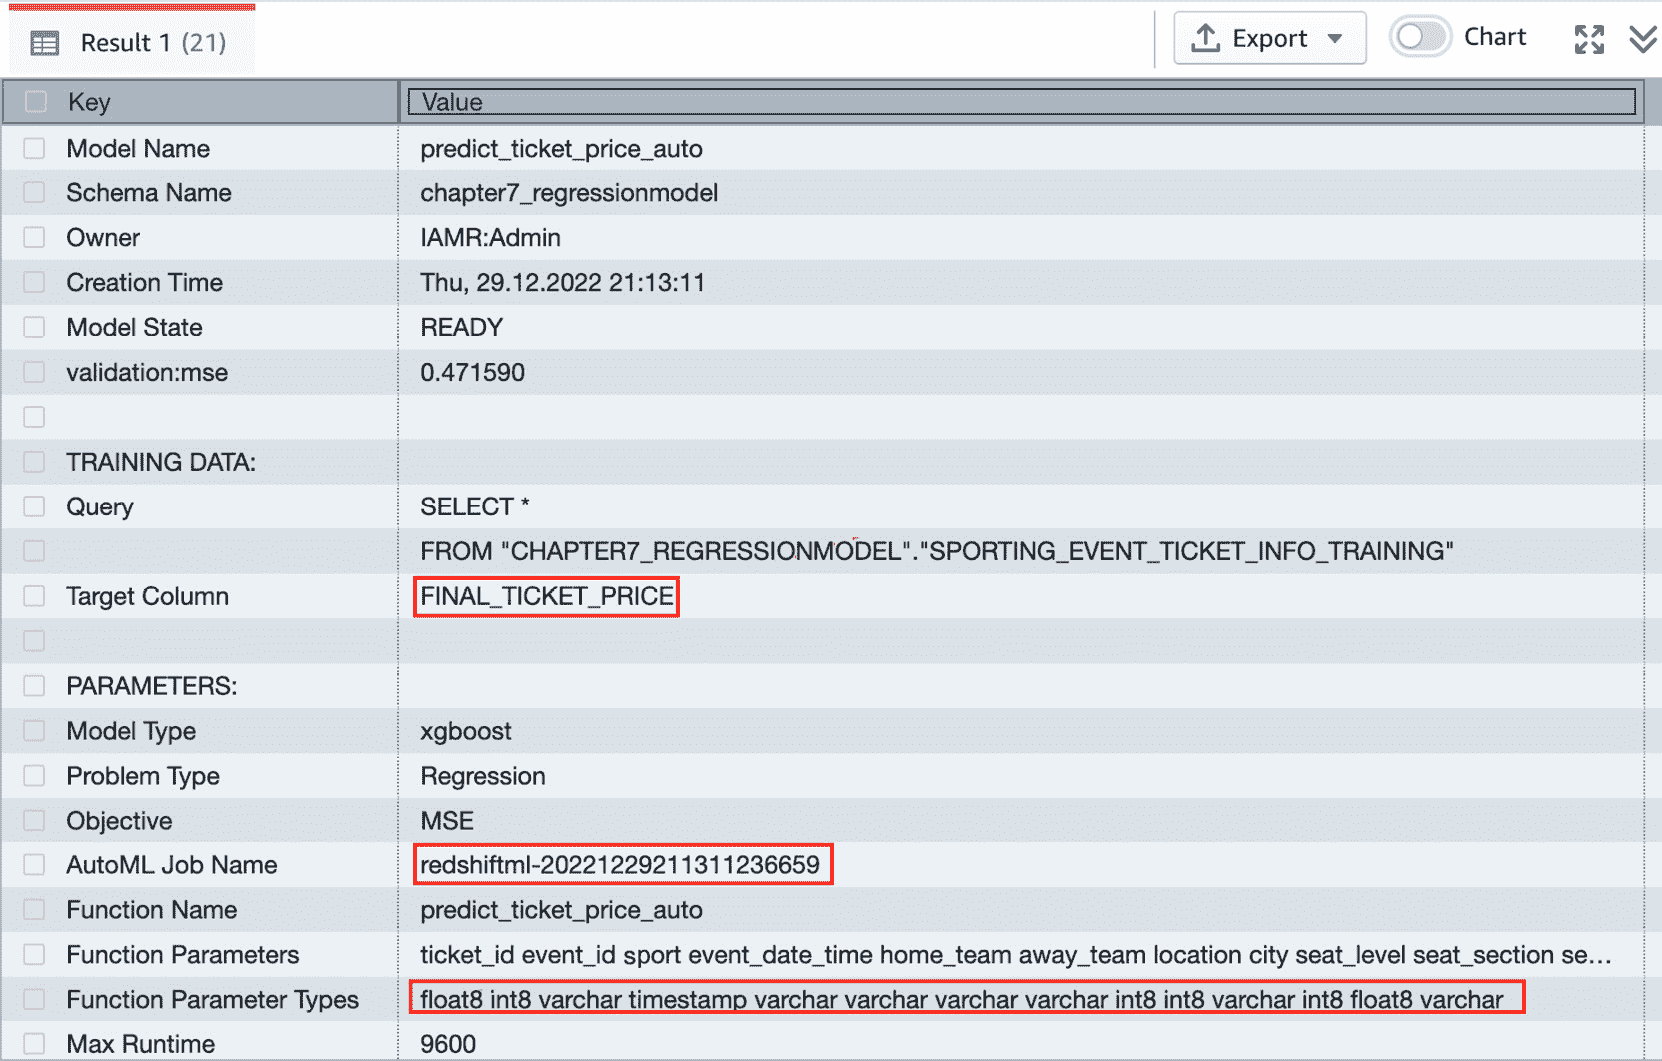 Result 1 (21) Export Chart
Key Value
Model Name predict_ticket_price_auto
Schema Name chapter7_regressionmodel
Owner IAMR:Admin
Creation Time Thu, 29.12.2022 21:13:11
Model State READY
validation:mse 0.471590
TRAINING DATA:
Query SELECT *
FROM "CHAPTER7_REGRESSIONMODEL"."SPORTING_EVENT_TICKET_INFO_TRAINING"
Target Column FINAL_TICKET_PRICE
PARAMETERS:
Model Type xgboost
Problem Type Regression
Objective MSE
AutoML Job Name redshiftml-20221229211311236659
Function Name predict_ticket_price_auto
Function Parameters ticket_id event_id sport event_date_time home_team away_team location city seat_level seat_section se...
Function Parameter Types float8 int8 varchar timestamp varchar varchar varchar varchar int8 int8 varchar int8 float8 varchar
Max Runtime 9600